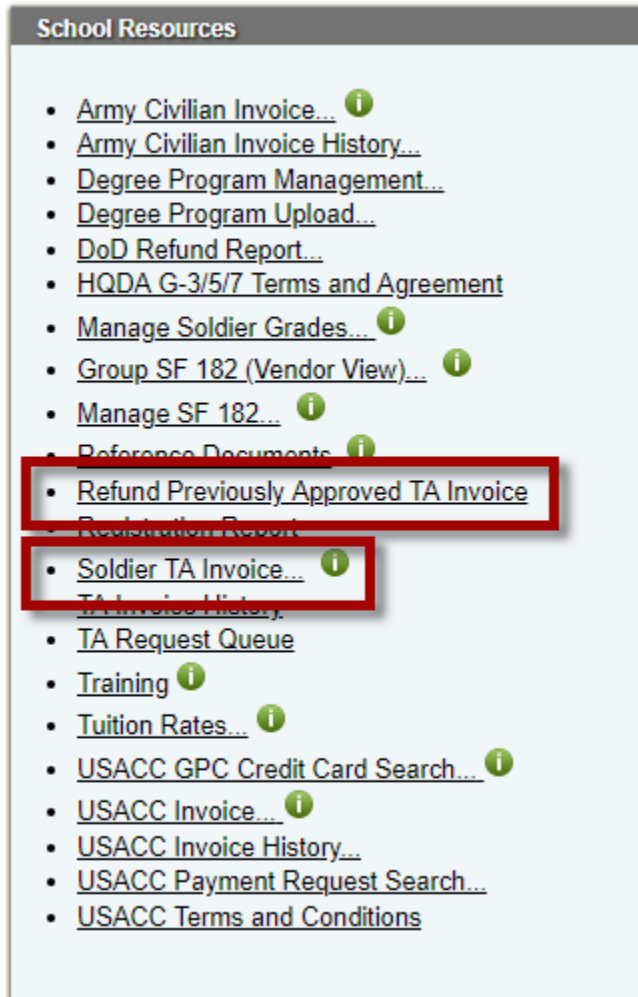 School Resources
Army Civilian Invoice...
Army Civilian Invoice History...
Degree Program Management...
Degree Program Upload...
DoD Refund Report...
HQDA G-3/5/7 Terms and Agreement
Manage Soldier Grades...
Group SF 182 (Vendor View)...
Manage SF 182...
Reference Documents
Refund Previously Approved TA Invoice
Registration Report
Soldier TA Invoice...
TA Invoice History
TA Request Queue
Training
Tuition Rates...
USACC GPC Credit Card Search...
USACC Invoice...
USACC Invoice History...
USACC Payment Request Search...
USACC Terms and Conditions